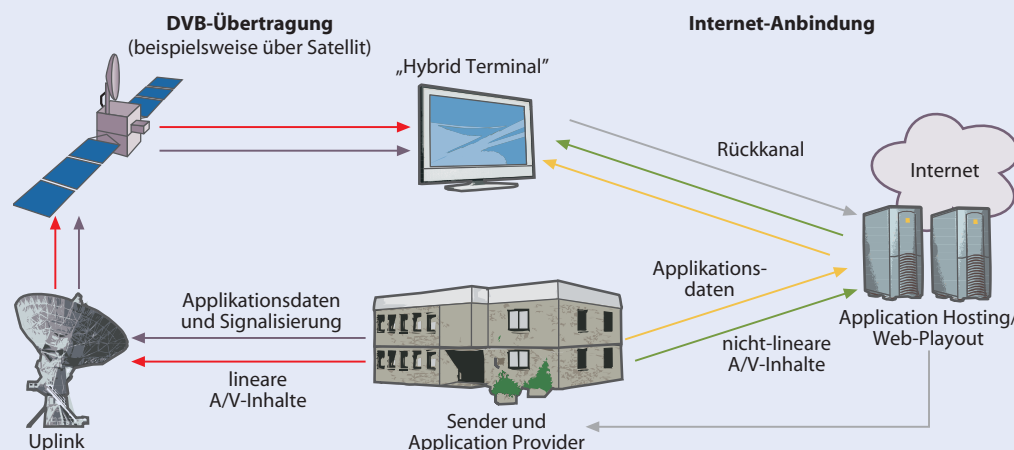 DVB-Übertragung
(beispielsweise über Satellit)
Internet-Anbindung
„Hybrid Terminal”
Rückkanal
Internet
Applikationsdaten
und Signalisierung
Applikations-
daten
lineare
A/V-Inhalte
nicht-lineare
A/V-Inhalte
Application Hosting/
Web-Playout
Uplink
Sender und
Application Provider